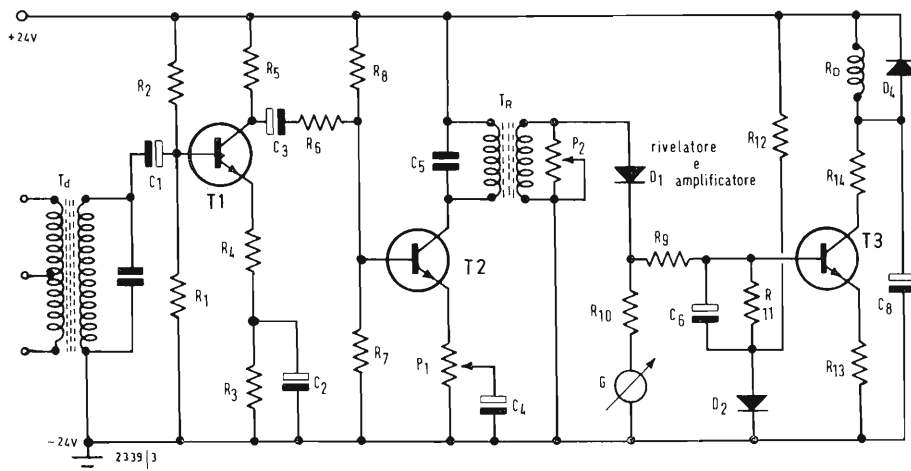 +24V
R2
R5
R8
RD
D4
TR
C1
C3
R6
C5
P2
R12
rivelatore
e
D1
amplificatore
Td
T1
R14
T3
R4
T2
R9
R1
R10
C6
R
11
C8
R7
P1
R3
C2
G
D2
R13
C4
-24V
2339|3